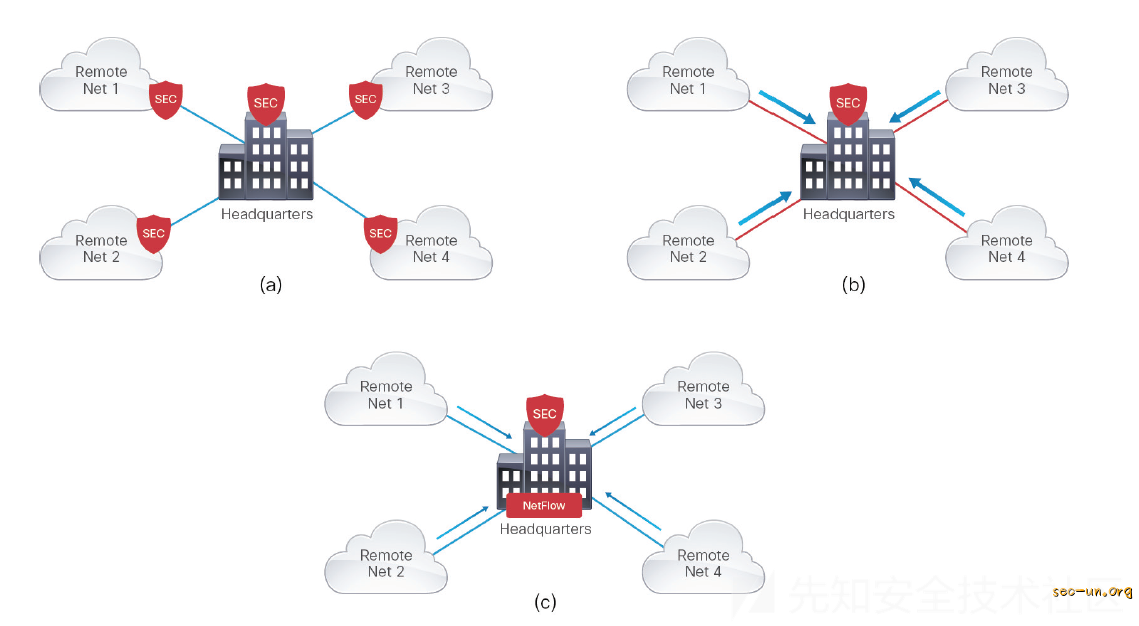 Remote
Net 1
SEC
SEC
SEC
Remote
Net 3
Headquarters
Remote
Net 2
SEC
SEC
Remote
Net 4
(a)
Remote
Net 1
SEC
Remote
Net 3
Headquarters
Remote
Net 2
Remote
Net 4
(b)
Remote
Net 1
SEC
Remote
Net 3
NetFlow
Headquarters
Remote
Net 2
Remote
Net 4
(c)
先知安全技术社区
sec-un.org